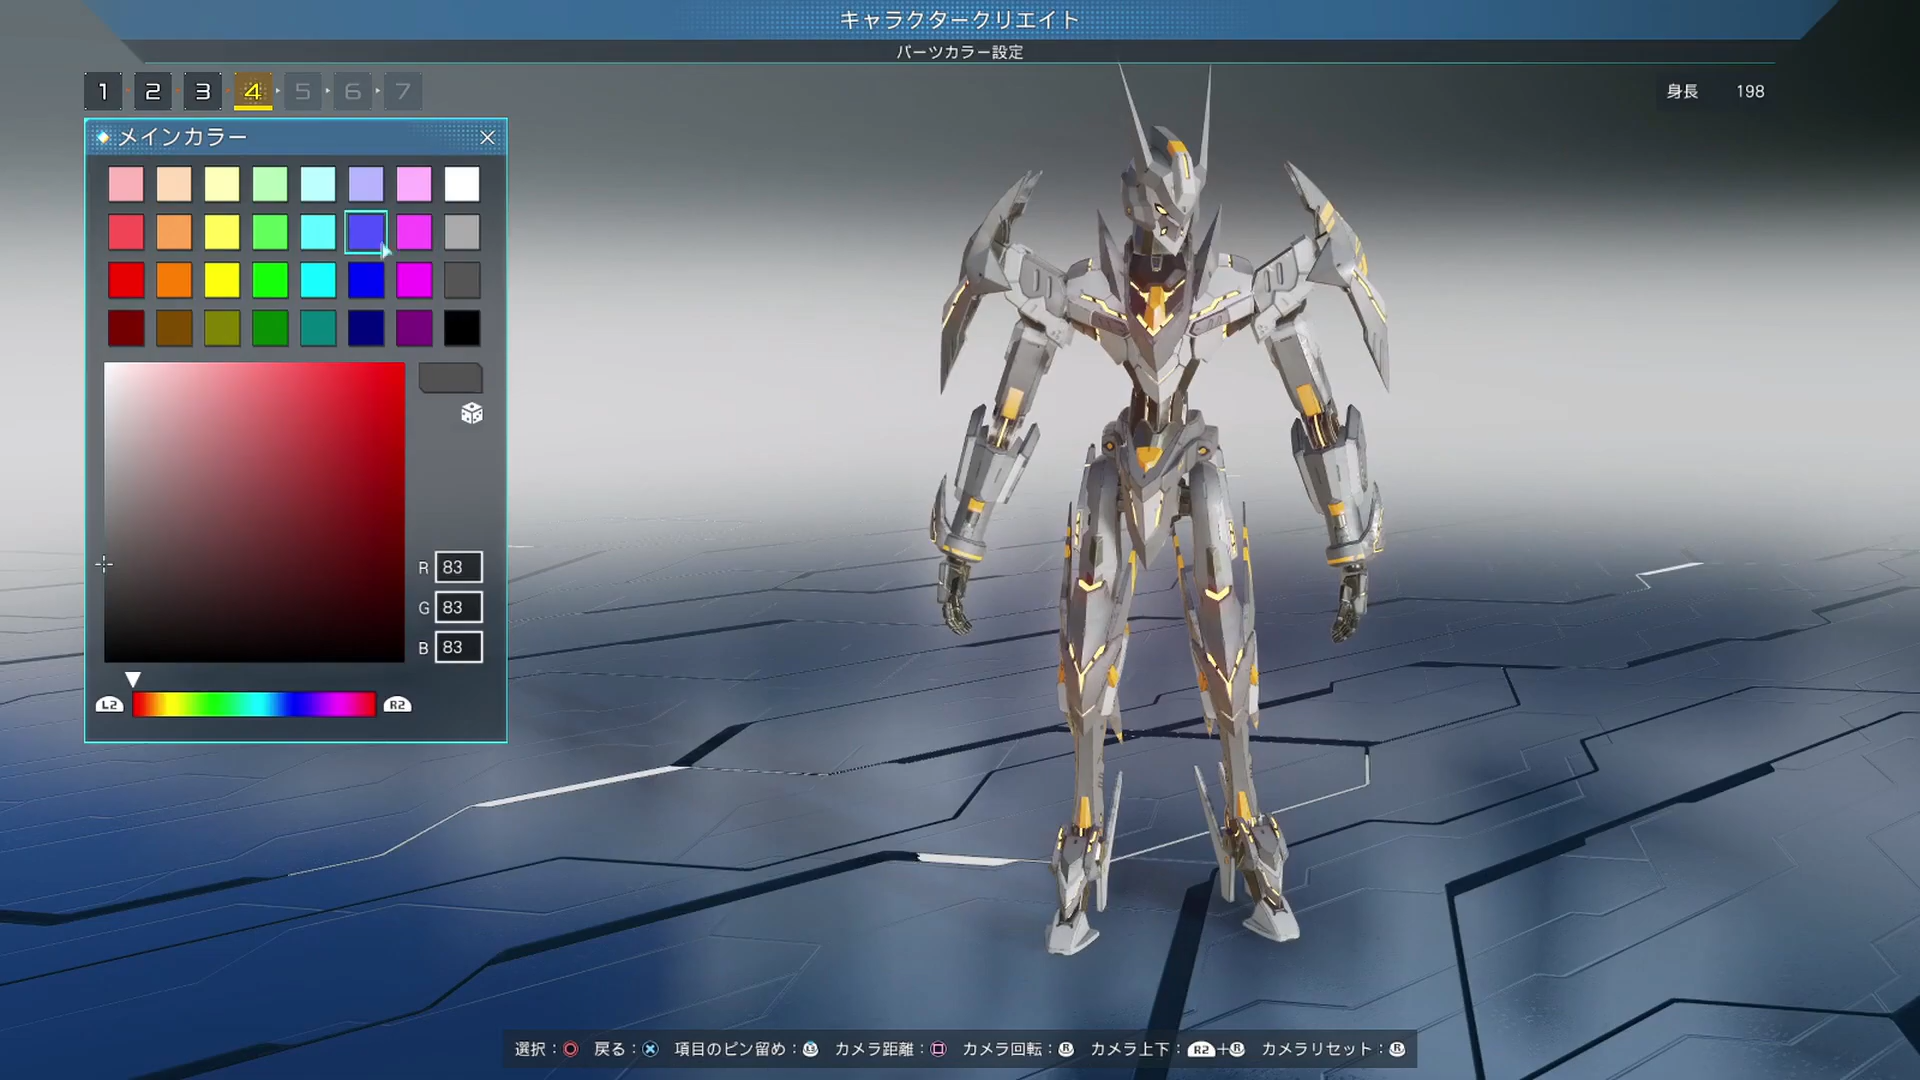 キャラクタークリエイト
パーツカラー設定
1 2 3 4 5 6 7
身長 198
メインカラー
R 83
G 83
B 83
L2 R2
選択: 戻る: 項目のピン留め: カメラ距離: カメラ回転:R カメラ上下:R2+R カメラリセット:R